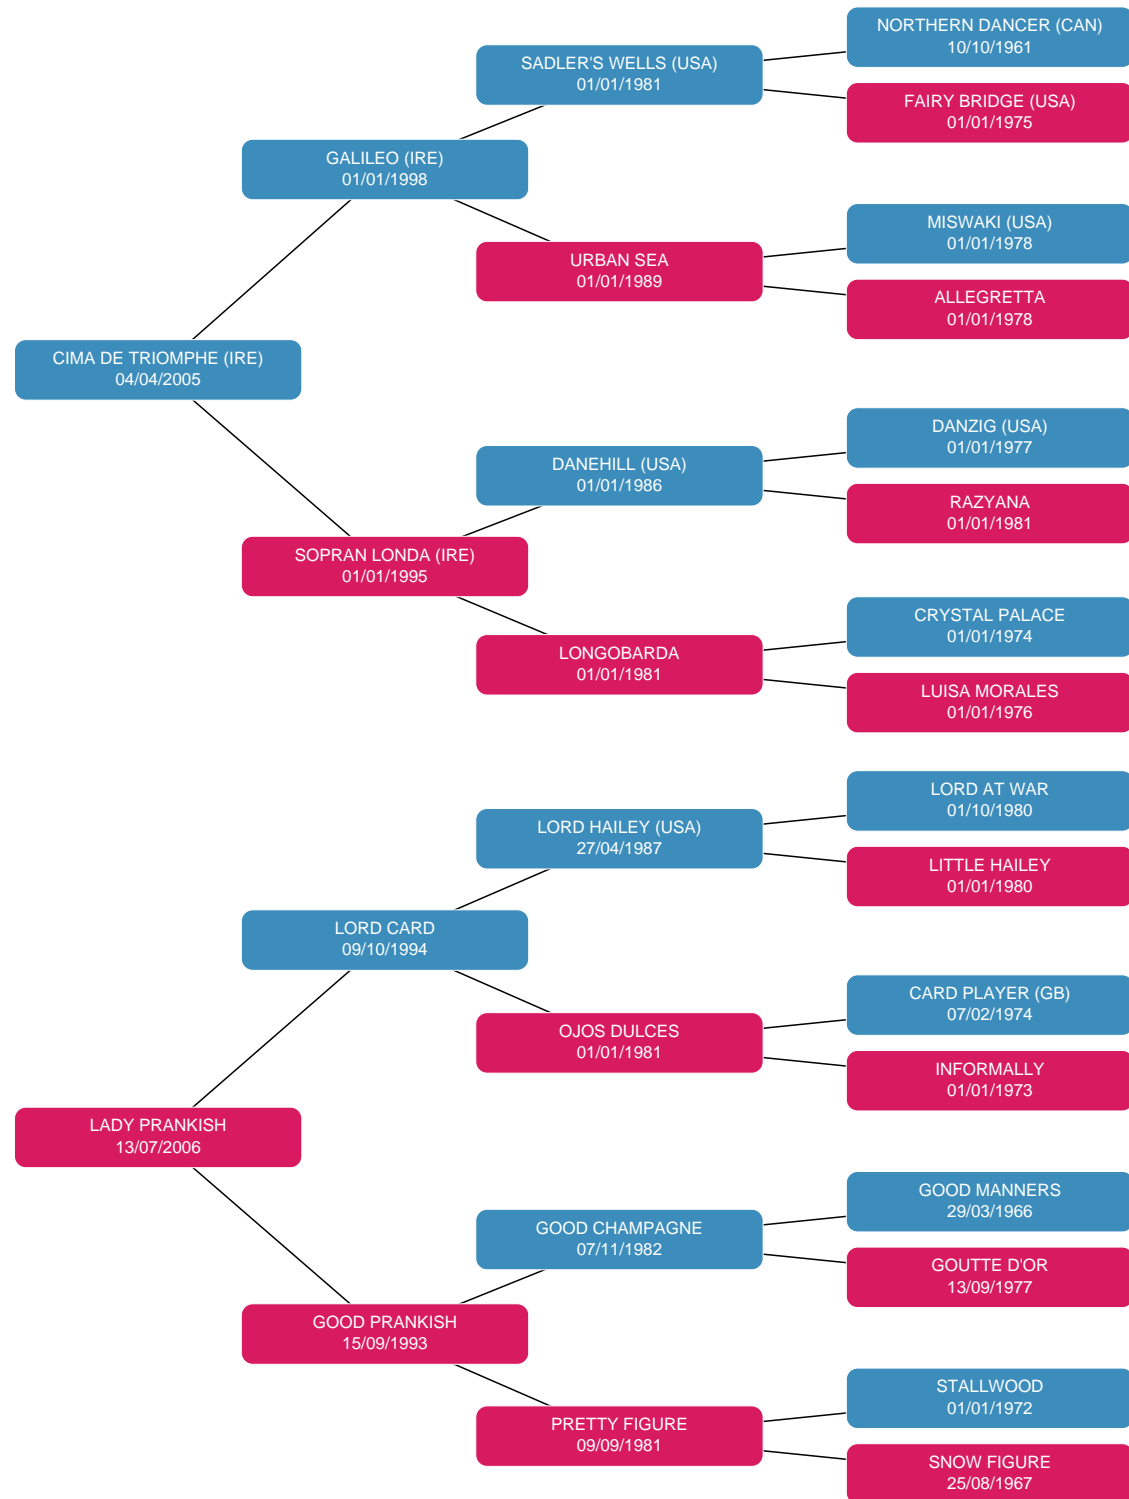 NORTHERN DANCER (CAN)
10/10/1961
SADLER'S WELLS (USA)
01/01/1981
FAIRY BRIDGE (USA)
01/01/1975
GALILEO (IRE)
01/01/1998
MISWAKI (USA)
01/01/1978
URBAN SEA
01/01/1989
ALLEGRETTA
01/01/1978
CIMA DE TRIOMPHE (IRE)
04/04/2005
DANZIG (USA)
01/01/1977
DANEHILL (USA)
01/01/1986
RAZYANA
01/01/1981
SOPRAN LONDA (IRE)
01/01/1995
CRYSTAL PALACE
01/01/1974
LONGOBARDA
01/01/1981
LUISA MORALES
01/01/1976
LORD AT WAR
01/10/1980
LORD HAILEY (USA)
27/04/1987
LITTLE HAILEY
01/01/1980
LORD CARD
09/10/1994
CARD PLAYER (GB)
07/02/1974
OJOS DULCES
01/01/1981
INFORMALLY
01/01/1973
LADY PRANKISH
13/07/2006
GOOD MANNERS
29/03/1966
GOOD CHAMPAGNE
07/11/1982
GOUTTE D'OR
13/09/1977
GOOD PRANKISH
15/09/1993
STALLWOOD
01/01/1972
PRETTY FIGURE
09/09/1981
SNOW FIGURE
25/08/1967